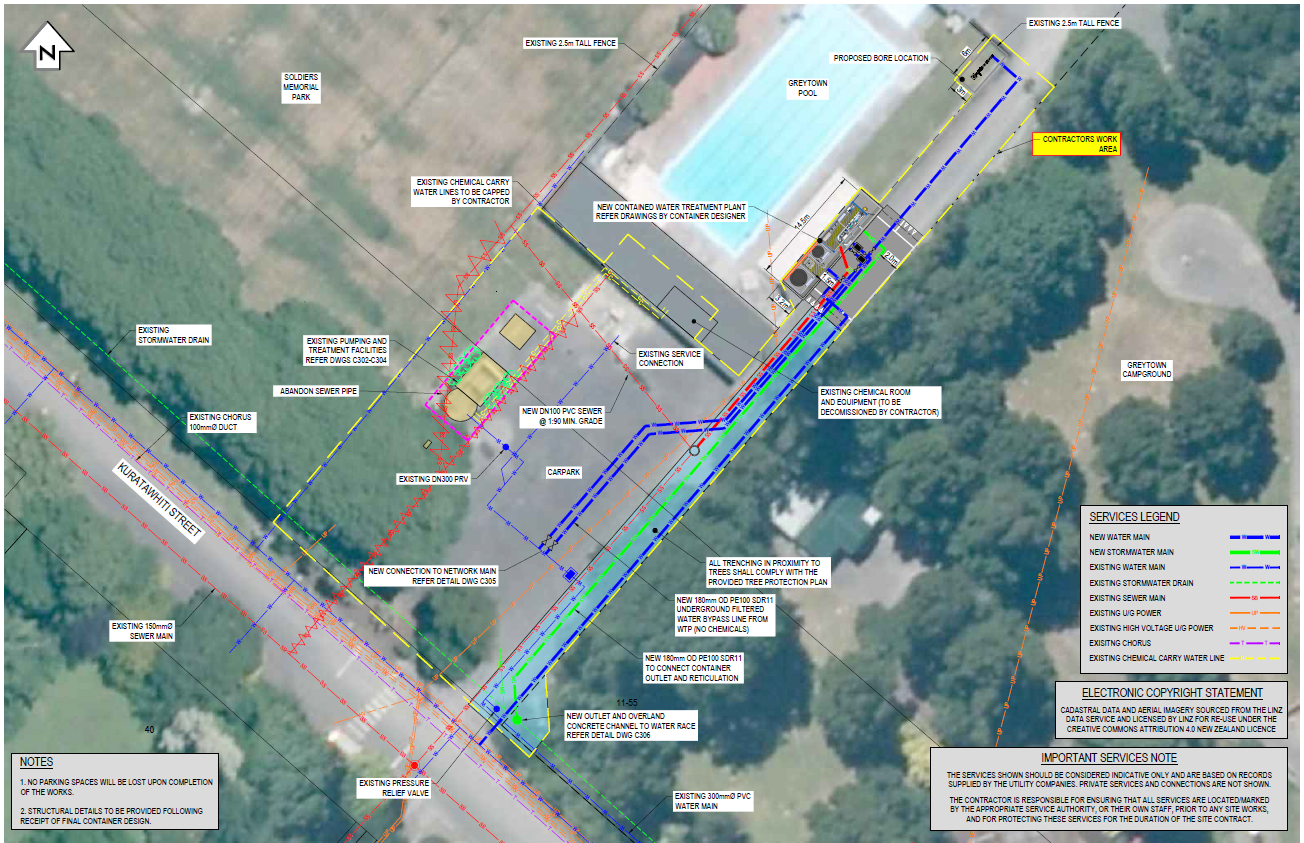 N
SOLDIERS
MEMORIAL
PARK
EXISTING 2.5m TALL FENCE
GREYTOWN
POOL
PROPOSED BORE LOCATION
EXISTING 2.5m TALL FENCE
6m
3m
CONTRACTORS WORK
AREA
EXISTING CHEMICAL CARRY
WATER LINES TO BE CAPPED
BY CONTRACTOR
NEW CONTAINED WATER TREATMENT PLANT
REFER DRAWINGS BY CONTAINER DESIGNER
14.5m
2.0m
1.5m
3.2m
EXISTING
STORMWATER DRAIN
EXISTING PUMPING AND
TREATMENT FACILITIES
REFER DWGS C302-C304
ABANDON SEWER PIPE
EXISTING SERVICE
CONNECTION
GREYTOWN
CAMPGROUND
EXISTING CHORUS
100mmØ DUCT
NEW DN100 PVC SEWER
@ 1:90 MIN. GRADE
EXISTING CHEMICAL ROOM
AND EQUIPMENT (TO BE
DECOMISSIONED BY CONTRACTOR)
KURATAWHITI STREET
EXISTING DN300 PRV
CARPARK
NEW CONNECTION TO NETWORK MAIN
REFER DETAIL DWG C305
ALL TRENCHING IN PROXIMITY TO
TREES SHALL COMPLY WITH THE
PROVIDED TREE PROTECTION PLAN
NEW 180mm OD PE100 SDR11
UNDERGROUND FILTERED
WATER BYPASS LINE FROM
WTP (NO CHEMICALS)
EXISTING 150mmØ
SEWER MAIN
NEW 180mm OD PE100 SDR11
TO CONNECT CONTAINER
OUTLET AND RETICULATION
11-55
40
NEW OUTLET AND OVERLAND
CONCRETE CHANNEL TO WATER RACE
REFER DETAIL DWG C306
EXISTING PRESSURE
RELIEF VALVE
EXISTING 300mmØ PVC
WATER MAIN
NOTES
1. NO PARKING SPACES WILL BE LOST UPON COMPLETION
OF THE WORKS.
2. STRUCTURAL DETAILS TO BE PROVIDED FOLLOWING
RECEIPT OF FINAL CONTAINER DESIGN.
SERVICES LEGEND
NEW WATER MAIN
NEW STORMWATER MAIN
EXISTING WATER MAIN
EXISTING STORMWATER DRAIN
EXISTING SEWER MAIN
EXISTING U/G POWER
EXISTING HIGH VOLTAGE U/G POWER
EXISTING CHORUS
EXISTING CHEMICAL CARRY WATER LINE
ELECTRONIC COPYRIGHT STATEMENT
CADASTRAL DATA AND AERIAL IMAGERY SOURCED FROM THE LINZ
DATA SERVICE AND LICENSED BY LINZ FOR RE-USE UNDER THE
CREATIVE COMMONS ATTRIBUTION 4.0 NEW ZEALAND LICENCE
IMPORTANT SERVICES NOTE
THE SERVICES SHOWN SHOULD BE CONSIDERED INDICATIVE ONLY AND ARE BASED ON RECORDS
SUPPLIED BY THE UTILITY COMPANIES. PRIVATE SERVICES AND CONNECTIONS ARE NOT SHOWN.
THE CONTRACTOR IS RESPONSIBLE FOR ENSURING THAT ALL SERVICES ARE LOCATED/MARKED
BY THE APPROPRIATE SERVICE AUTHORITY, OR THEIR OWN STAFF, PRIOR TO ANY SITE WORKS,
AND FOR PROTECTING THESE SERVICES FOR THE DURATION OF THE SITE CONTRACT.